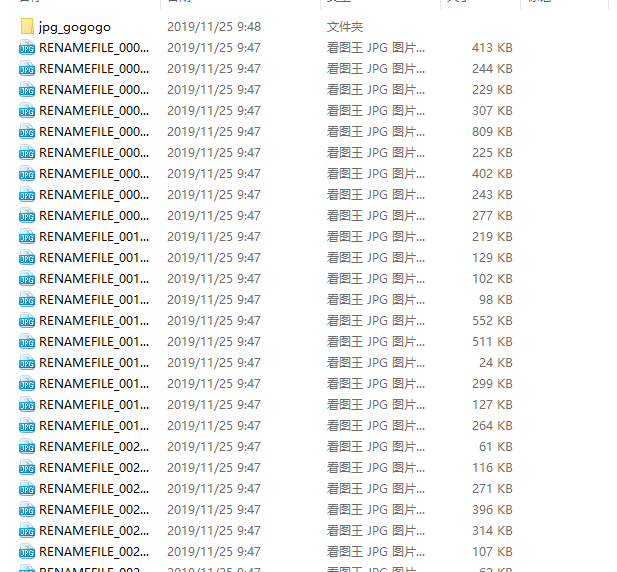 jpg_gogogo 2019/11/25 9:48 文件夹
RENAMEFILE_000... 2019/11/25 9:47 看图王 JPG 图片... 413 KB
RENAMEFILE_000... 2019/11/25 9:47 看图王 JPG 图片... 244 KB
RENAMEFILE_000... 2019/11/25 9:47 看图王 JPG 图片... 229 KB
RENAMEFILE_000... 2019/11/25 9:47 看图王 JPG 图片... 307 KB
RENAMEFILE_000... 2019/11/25 9:47 看图王 JPG 图片... 809 KB
RENAMEFILE_000... 2019/11/25 9:47 看图王 JPG 图片... 225 KB
RENAMEFILE_000... 2019/11/25 9:47 看图王 JPG 图片... 402 KB
RENAMEFILE_000... 2019/11/25 9:47 看图王 JPG 图片... 243 KB
RENAMEFILE_000... 2019/11/25 9:47 看图王 JPG 图片... 277 KB
RENAMEFILE_001... 2019/11/25 9:47 看图王 JPG 图片... 219 KB
RENAMEFILE_001... 2019/11/25 9:47 看图王 JPG 图片... 129 KB
RENAMEFILE_001... 2019/11/25 9:47 看图王 JPG 图片... 102 KB
RENAMEFILE_001... 2019/11/25 9:47 看图王 JPG 图片... 98 KB
RENAMEFILE_001... 2019/11/25 9:47 看图王 JPG 图片... 552 KB
RENAMEFILE_001... 2019/11/25 9:47 看图王 JPG 图片... 511 KB
RENAMEFILE_001... 2019/11/25 9:47 看图王 JPG 图片... 24 KB
RENAMEFILE_001... 2019/11/25 9:47 看图王 JPG 图片... 299 KB
RENAMEFILE_001... 2019/11/25 9:47 看图王 JPG 图片... 127 KB
RENAMEFILE_001... 2019/11/25 9:47 看图王 JPG 图片... 264 KB
RENAMEFILE_002... 2019/11/25 9:47 看图王 JPG 图片... 61 KB
RENAMEFILE_002... 2019/11/25 9:47 看图王 JPG 图片... 116 KB
RENAMEFILE_002... 2019/11/25 9:47 看图王 JPG 图片... 271 KB
RENAMEFILE_002... 2019/11/25 9:47 看图王 JPG 图片... 396 KB
RENAMEFILE_002... 2019/11/25 9:47 看图王 JPG 图片... 314 KB
RENAMEFILE_002... 2019/11/25 9:47 看图王 JPG 图片... 107 KB